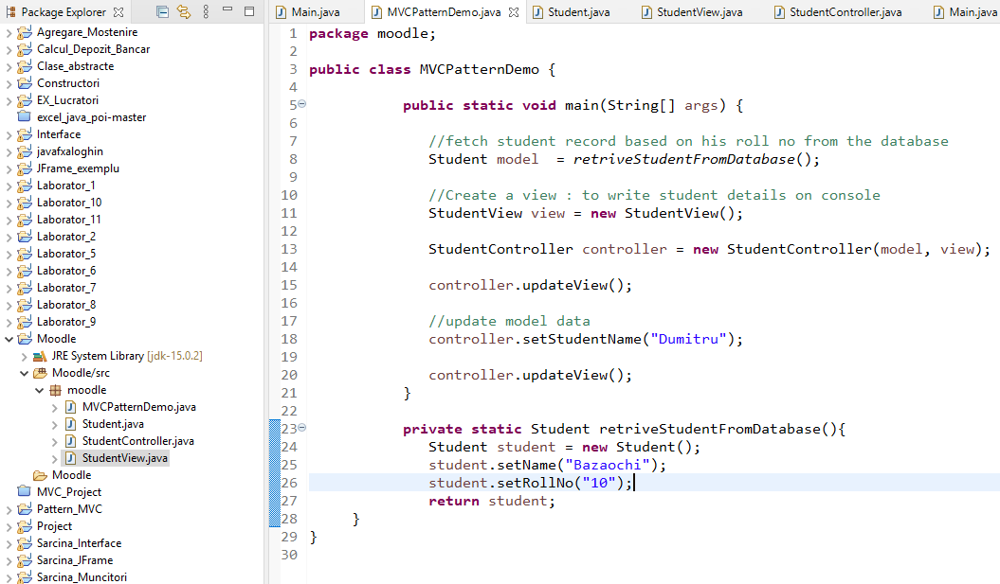 Package Explorer
Agregare_Mostenire
Calcul_Depozit_Bancar
Clase_abstracte
Constructori
EX_Lucratori
excel_java_poi-master
Interface
javafxaloghin
JFrame_exemplu
Laborator_1
Laborator_10
Laborator_11
Laborator_2
Laborator_5
Laborator_6
Laborator_7
Laborator_8
Laborator_9
Moodle
JRE System Library [jdk-15.0.2]
Moodle/src
moodle
MVCPaternDemo.java
Student.java
StudentController.java
StudentView.java
Moodle
MVC_Project
Pattern_MVC
Project
Sarcina_Interface
Sarcina_JFrame
Sarcina_Muncitori
Main.java MVCPatternDemo.java Student.java StudentView.java StudentController.java Main.java
1 package moodle;
2
3 public class MVCPatternDemo {
4
5 public static void main(String[] args) {
6
7 //fetch student record based on his roll no from the database
8 Student model  = retriveStudentFromDatabase();
9
10 //Create a view : to write student details on console
11 StudentView view = new StudentView();
12
13 StudentController controller = new StudentController(model, view);
14
15 controller.updateView();
16
17 //update model data
18 controller.setStudentName("Dumitru");
19
20 controller.updateView();
21 }
22
23 private static Student retriveStudentFromDatabase(){
24 Student student = new Student();
25 student.setName("Bazaochi");
26 student.setRollNo("10");
27 return student;
28 }
29 }
30